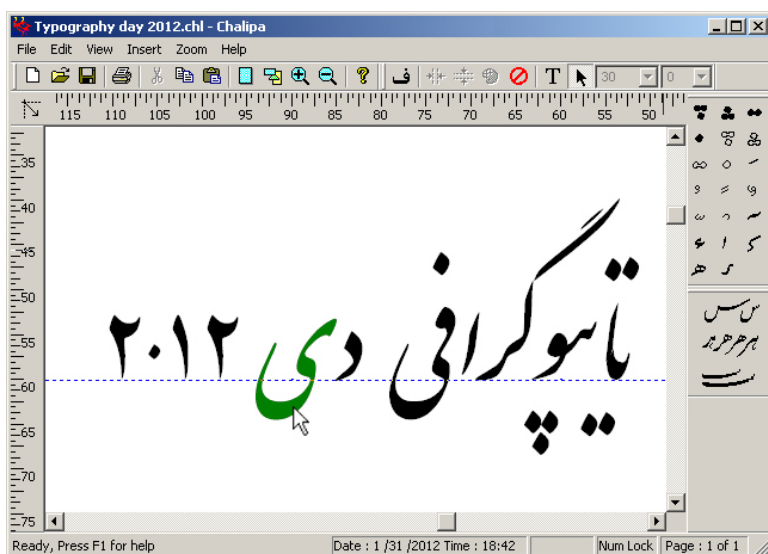 Typography day 2012.chl - Chalipa
File Edit View Insert Zoom Help
ف T 30 0
115 110 105 100 95 90 85 80 75 70 65 60 55 50
35
40
45
50
55
60
65
70
75
تایپوگرافی دی ۲۰۱۲
Ready, Press F1 for help Date : 1 /31 /2012 Time : 18:42 Num Lock Page : 1 of 1